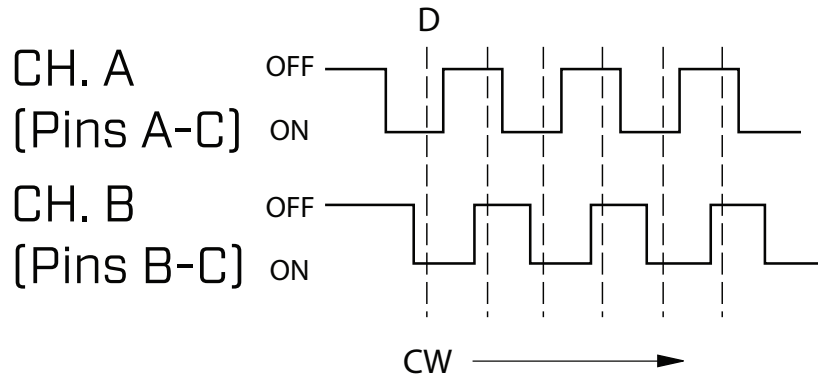 D
CH. A OFF
(Pins A-C) ON
CH. B OFF
(Pins B-C) ON
CW